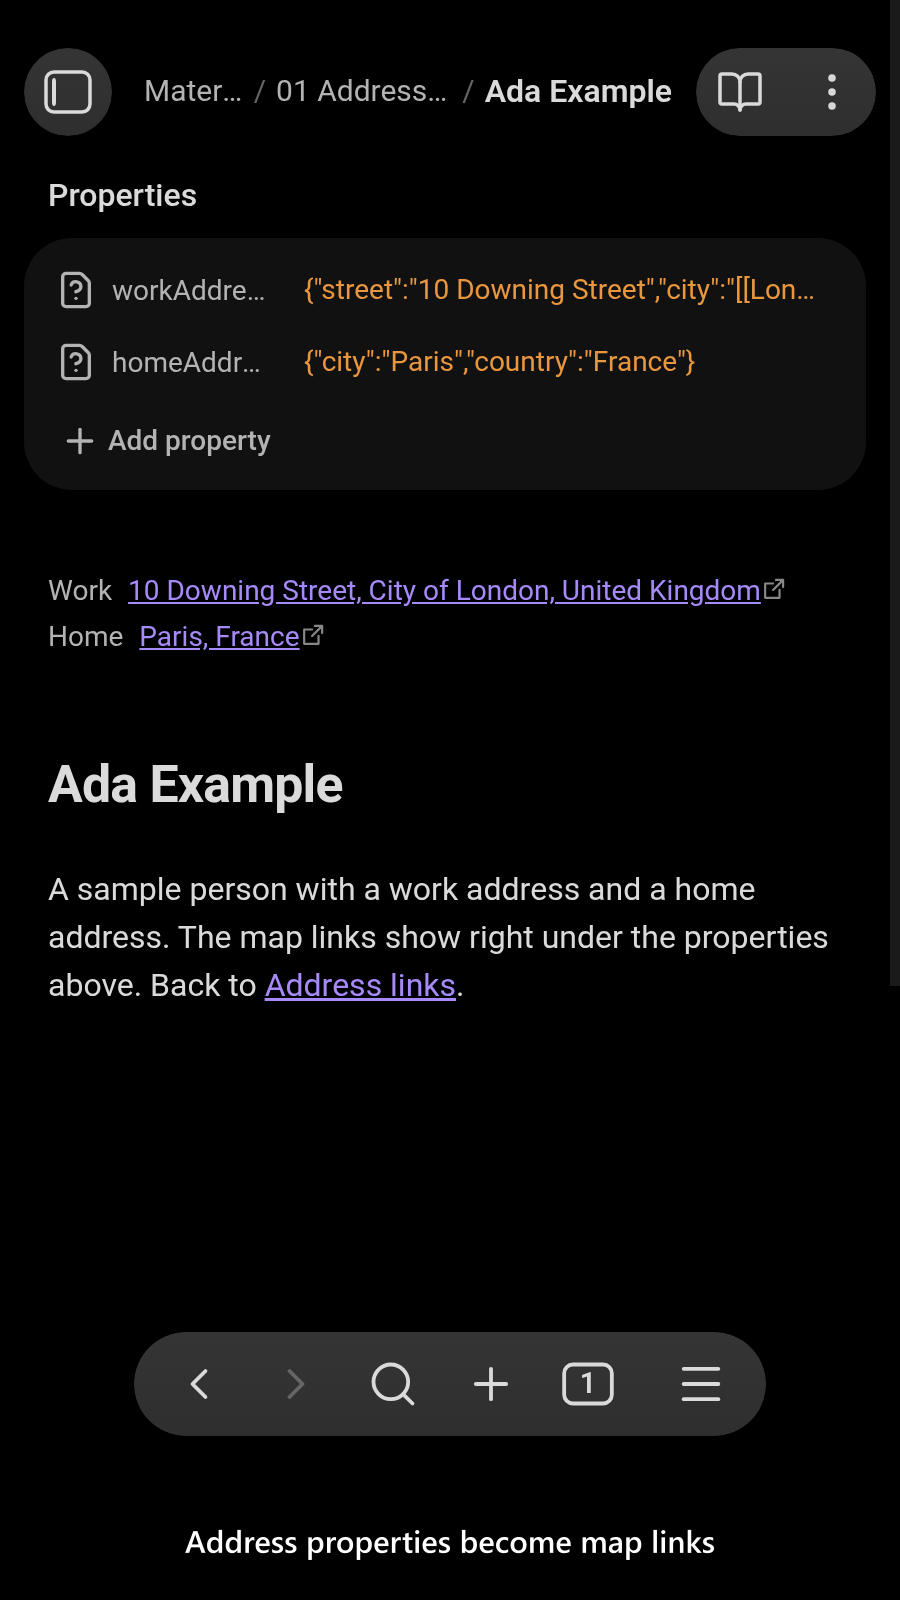 Mater… / 01 Address… / Ada Example
Properties
workAddre… {"street":"10 Downing Street","city":"[[Lon…
homeAddr… {"city":"Paris","country":"France"}
Add property
Work 10 Downing Street, City of London, United Kingdom
Home Paris, France
Ada Example
A sample person with a work address and a home
address. The map links show right under the properties
above. Back to Address links.
1
Address properties become map links